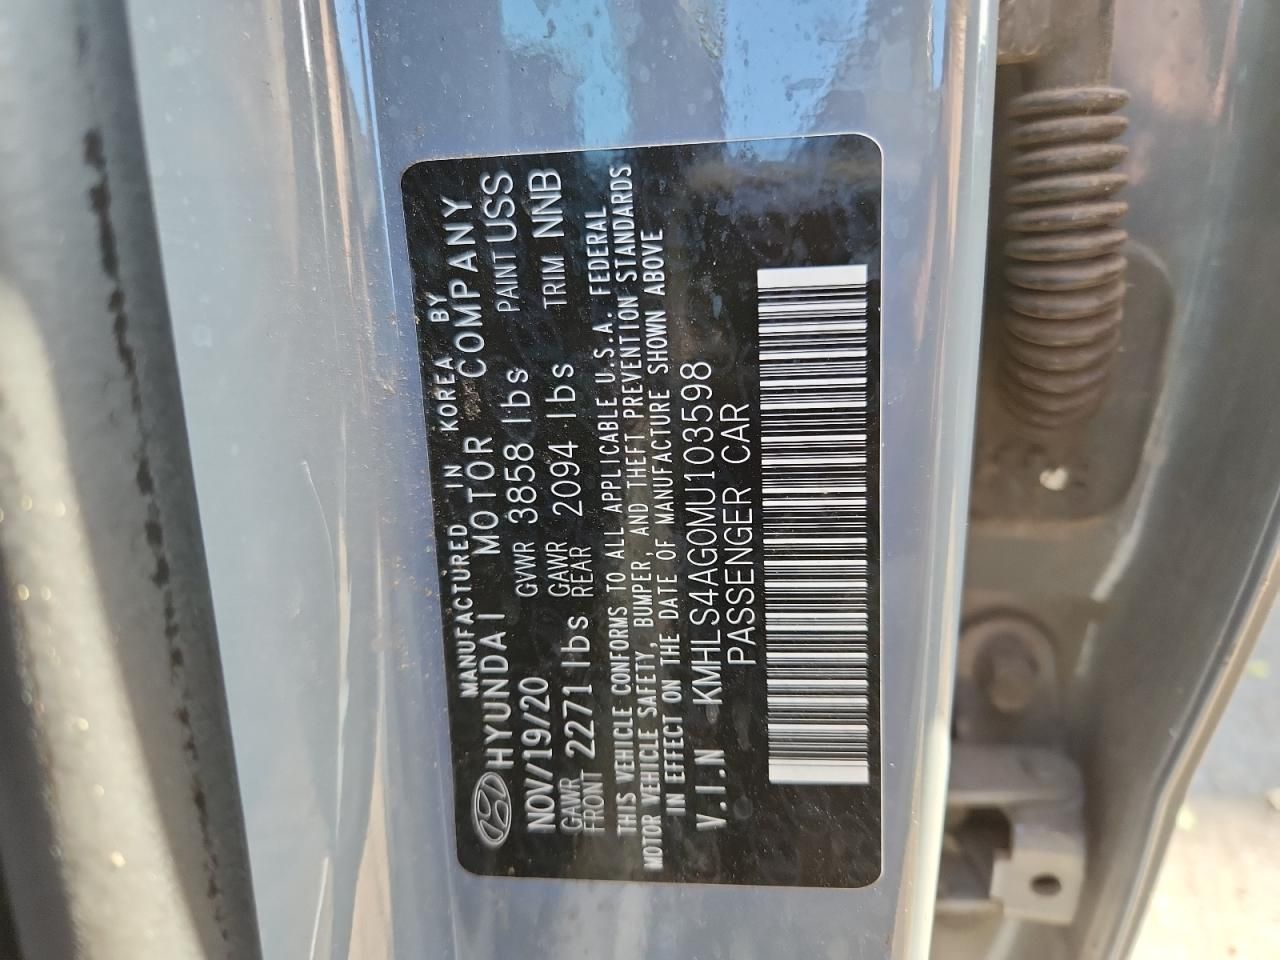 MANUFACTURED IN KOREA BY
HYUNDAI MOTOR COMPANY
NOV/19/20 GVWR 3858 lbs PAINT USS
GAWR FRONT 2271 lbs GAWR REAR 2094 lbs TRIM NNB
THIS VEHICLE CONFORMS TO ALL APPLICABLE U.S.A. FEDERAL
MOTOR VEHICLE SAFETY, BUMPER, AND THEFT PREVENTION STANDARDS
IN EFFECT ON THE DATE OF MANUFACTURE SHOWN ABOVE
V.I.N KMHLS4AG0MU103598
PASSENGER CAR